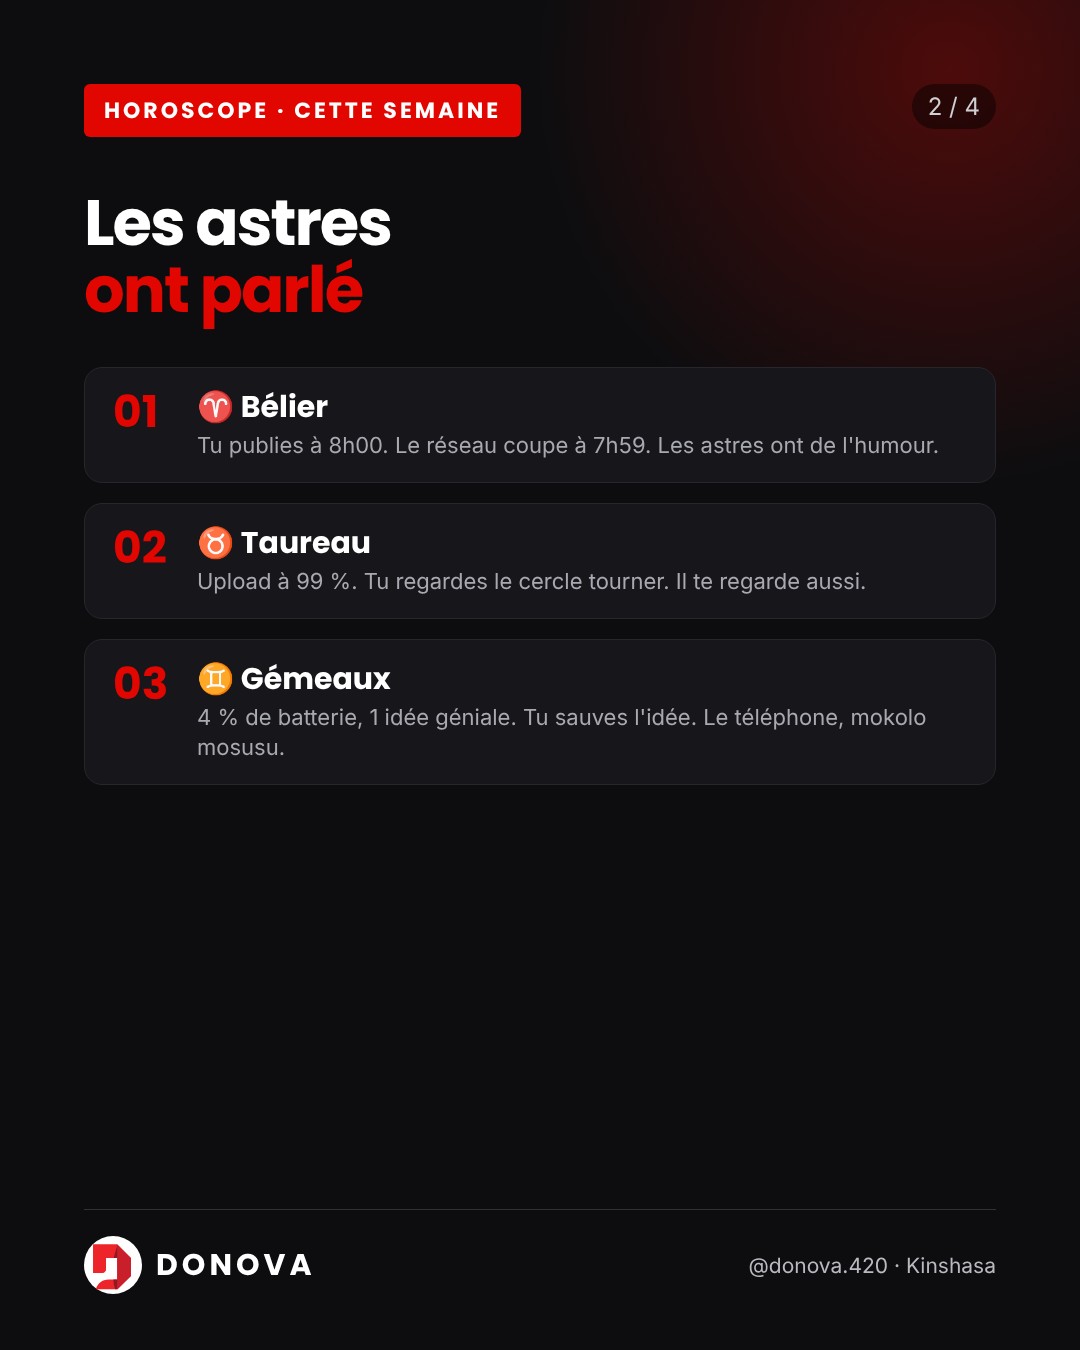 HOROSCOPE · CETTE SEMAINE
2 / 4
Les astres
ont parlé
01
♈ Bélier
Tu publies à 8h00. Le réseau coupe à 7h59. Les astres ont de l'humour.
02
♉ Taureau
Upload à 99 %. Tu regardes le cercle tourner. Il te regarde aussi.
03
♊ Gémeaux
4 % de batterie, 1 idée géniale. Tu sauves l'idée. Le téléphone, mokolo
mosusu.
DONOVA
@donova.420 · Kinshasa